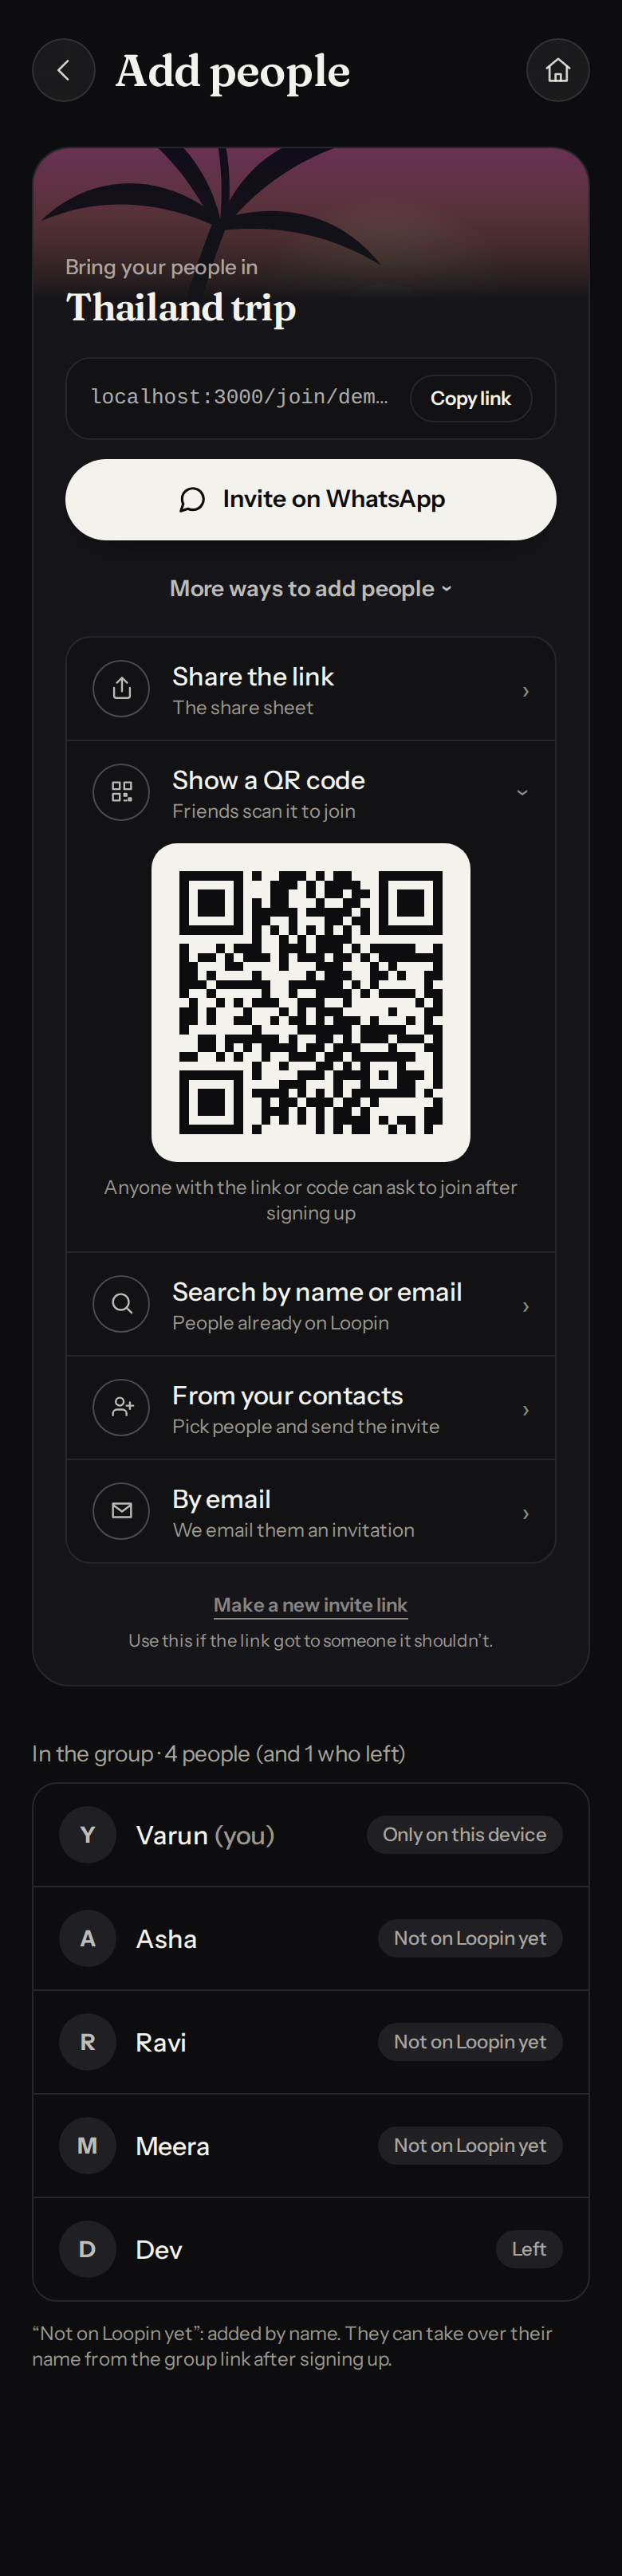 Add people
Bring your people in
Thailand trip
localhost:3000/join/dem…
Copy link
Invite on WhatsApp
More ways to add people
Share the link
The share sheet
Show a QR code
Friends scan it to join
Anyone with the link or code can ask to join after
signing up
Search by name or email
People already on Loopin
From your contacts
Pick people and send the invite
By email
We email them an invitation
Make a new invite link
Use this if the link got to someone it shouldn’t.
In the group · 4 people (and 1 who left)
Y
Varun (you)
Only on this device
A
Asha
Not on Loopin yet
R
Ravi
Not on Loopin yet
M
Meera
Not on Loopin yet
D
Dev
Left
“Not on Loopin yet”: added by name. They can take over their
name from the group link after signing up.